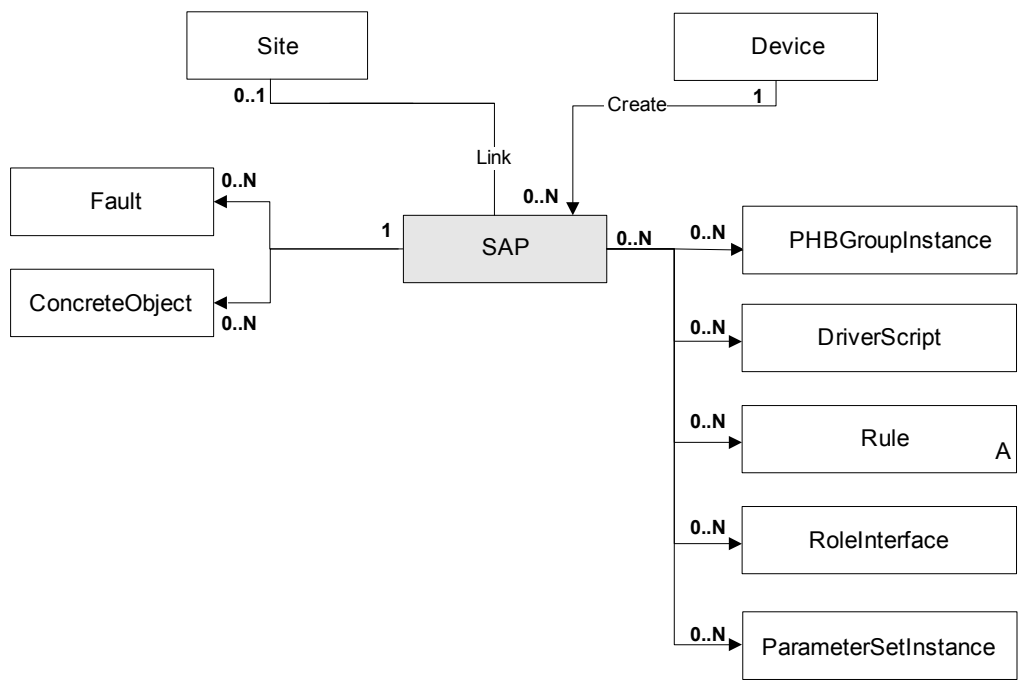 Site
Device
0..1
1
Create
Link
0..N
Fault
0..N
1
SAP
0..N
0..N
PHBGroupInstance
ConcreteObject
0..N
0..N
DriverScript
0..N
Rule
A
0..N
RoleInterface
0..N
ParameterSetInstance